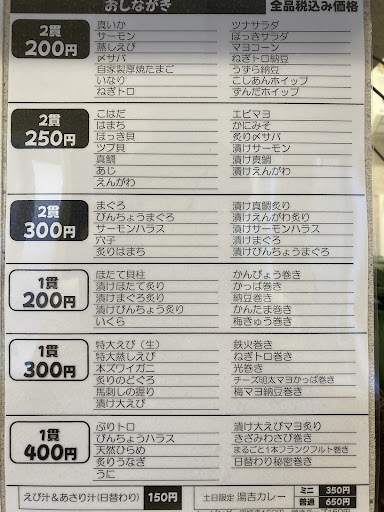 おしながき 全品税込み価格
2貫
200円
真いか
サーモン
蒸しえび
〆サバ
自家製厚焼たまご
いなり
ねぎトロ
ツナサラダ
ほっきサラダ
マヨコーン
ねぎトロ納豆
うずら納豆
こしあんホイップ
ずんだホイップ
2貫
250円
こはだ
はまち
ほっき貝
ツブ貝
真鯛
あじ
えんがわ
エビマヨ
かにみそ
炙り〆サバ
漬けサーモン
漬け真鯛
漬けえんがわ
2貫
300円
まぐろ
びんちょうまぐろ
サーモンハラス
穴子
炙りはまち
漬け真鯛炙り
漬けえんがわ炙り
漬けサーモンハラス
漬けまぐろ
漬けびんちょうまぐろ
1貫
200円
ほたて貝柱
漬けほたて炙り
漬けまぐろ炙り
漬けびんちょう炙り
いくら
かんぴょう巻き
かっぱ巻き
納豆巻き
かんたま巻き
梅きゅう巻き
1貫
300円
特大えび（生）
特大蒸しえび
本ズワイガニ
炙りのどぐろ
馬刺しの握り
漬け大えび
鉄火巻き
ねぎトロ巻き
光巻き
チーズ明太マヨかっぱ巻き
梅マヨ納豆巻き
1貫
400円
ぶりトロ
びんちょうハラス
天然ひらめ
炙りうなぎ
うに
漬け大えびマヨ炙り
きざみわさび巻き
まるごと1本フランクフルト巻き
日替わり秘密巻き
えび汁&あさり汁(日替わり) 150円
土日限定 湯吉カレー ミニ 350円
普通 650円